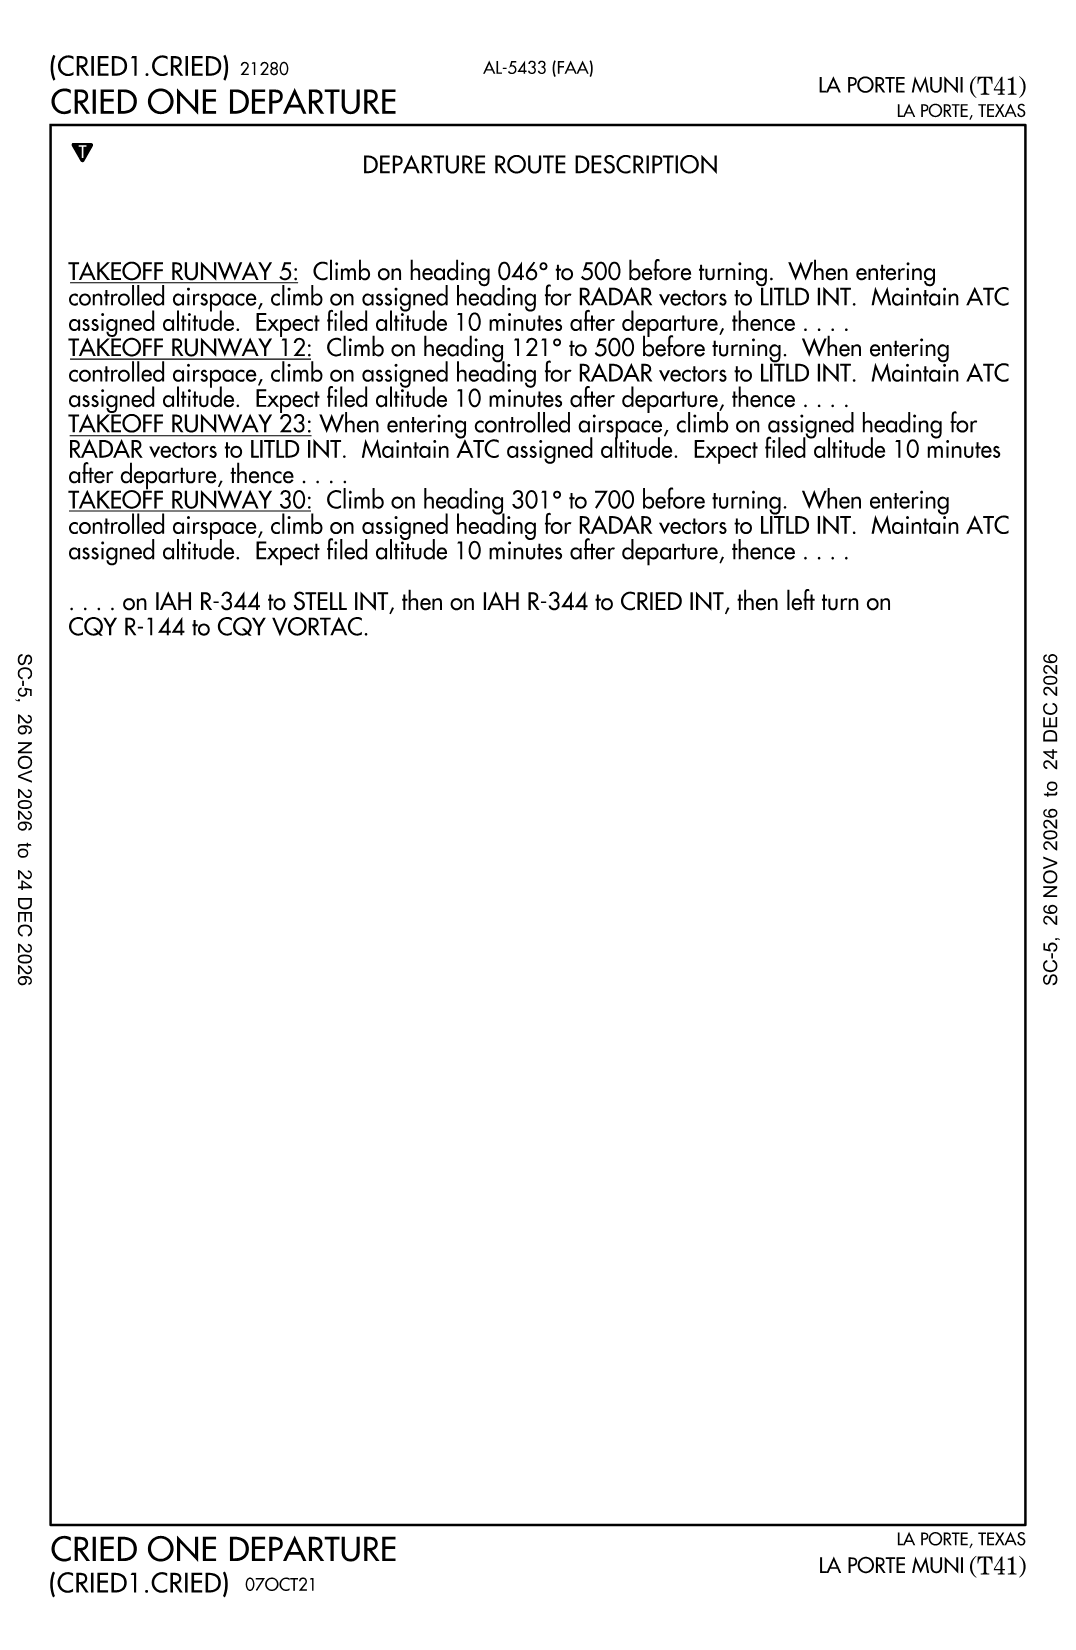 (CRIED1.CRIED) 21280
AL-5433 (FAA)
LA PORTE MUNI (T41)
CRIED ONE DEPARTURE
LA PORTE, TEXAS
T
DEPARTURE ROUTE DESCRIPTION
TAKEOFF RUNWAY 5: Climb on heading 046° to 500 before turning. When entering
controlled airspace, climb on assigned heading for RADAR vectors to LITLD INT. Maintain ATC
assigned altitude. Expect filed altitude 10 minutes after departure, thence . . . .
TAKEOFF RUNWAY 12: Climb on heading 121° to 500 before turning. When entering
controlled airspace, climb on assigned heading for RADAR vectors to LITLD INT. Maintain ATC
assigned altitude. Expect filed altitude 10 minutes after departure, thence . . . .
TAKEOFF RUNWAY 23: When entering controlled airspace, climb on assigned heading for
RADAR vectors to LITLD INT. Maintain ATC assigned altitude. Expect filed altitude 10 minutes
after departure, thence . . . .
TAKEOFF RUNWAY 30: Climb on heading 301° to 700 before turning. When entering
controlled airspace, climb on assigned heading for RADAR vectors to LITLD INT. Maintain ATC
assigned altitude. Expect filed altitude 10 minutes after departure, thence . . . .
. . . . on IAH R-344 to STELL INT, then on IAH R-344 to CRIED INT, then left turn on
CQY R-144 to CQY VORTAC.
SC-5, 26 NOV 2026 to 24 DEC 2026
SC-5, 26 NOV 2026 to 24 DEC 2026
CRIED ONE DEPARTURE
LA PORTE, TEXAS
LA PORTE MUNI (T41)
(CRIED1.CRIED) 07OCT21